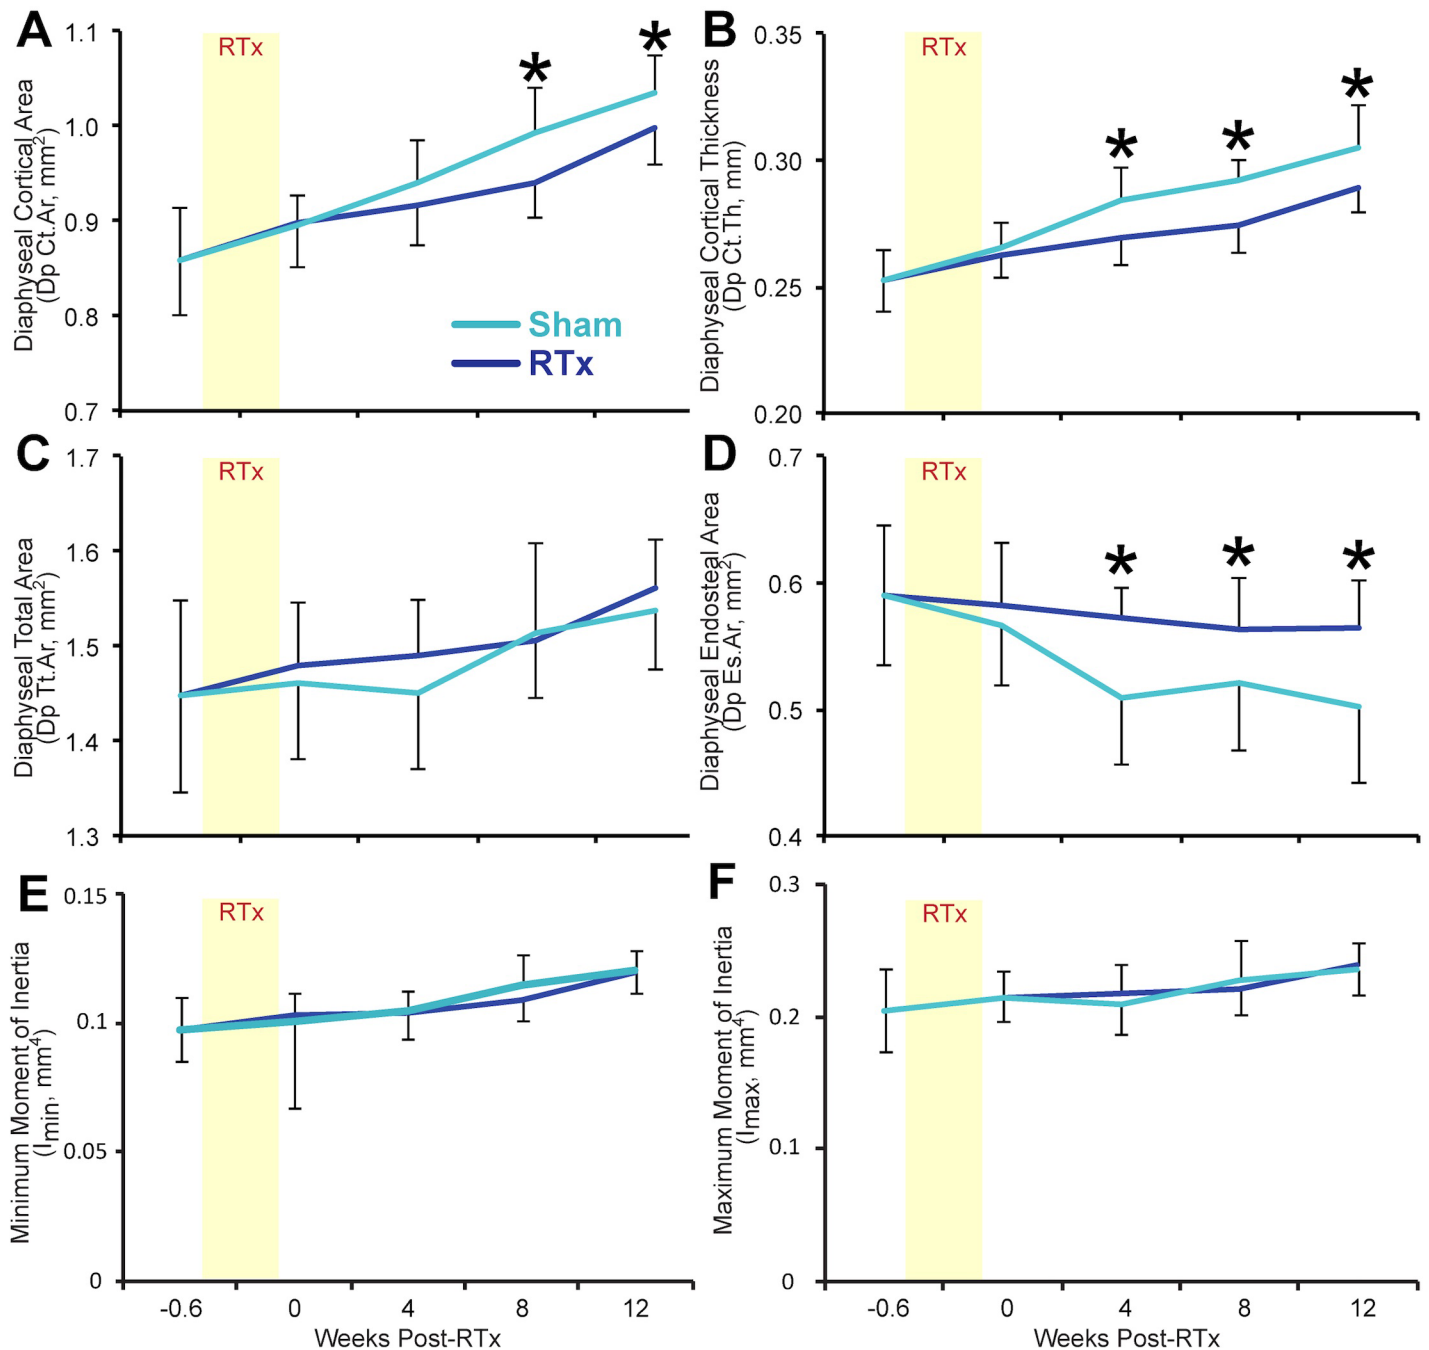 A
Diaphyseal Cortical Area
(Dp Ct.Ar, mm2)
1.1
1.0
0.9
0.8
0.7
RTx
*
*
Sham
RTx
B
Diaphyseal Cortical Thickness
(Dp Ct.Th, mm)
0.35
0.30
0.25
0.20
RTx
*
*
*
C
Diaphyseal Total Area
(Dp Tt.Ar, mm2)
1.7
1.6
1.5
1.4
1.3
RTx
D
Diaphyseal Endosteal Area
(Dp Es.Ar, mm2)
0.7
0.6
0.5
0.4
RTx
*
*
*
E
Minimum Moment of Inertia
(Imin, mm4)
0.15
0.1
0.05
0
RTx
-0.6 0 4 8 12
Weeks Post-RTx
F
Maximum Moment of Inertia
(Imax, mm4)
0.3
0.2
0.1
0
RTx
-0.6 0 4 8 12
Weeks Post-RTx